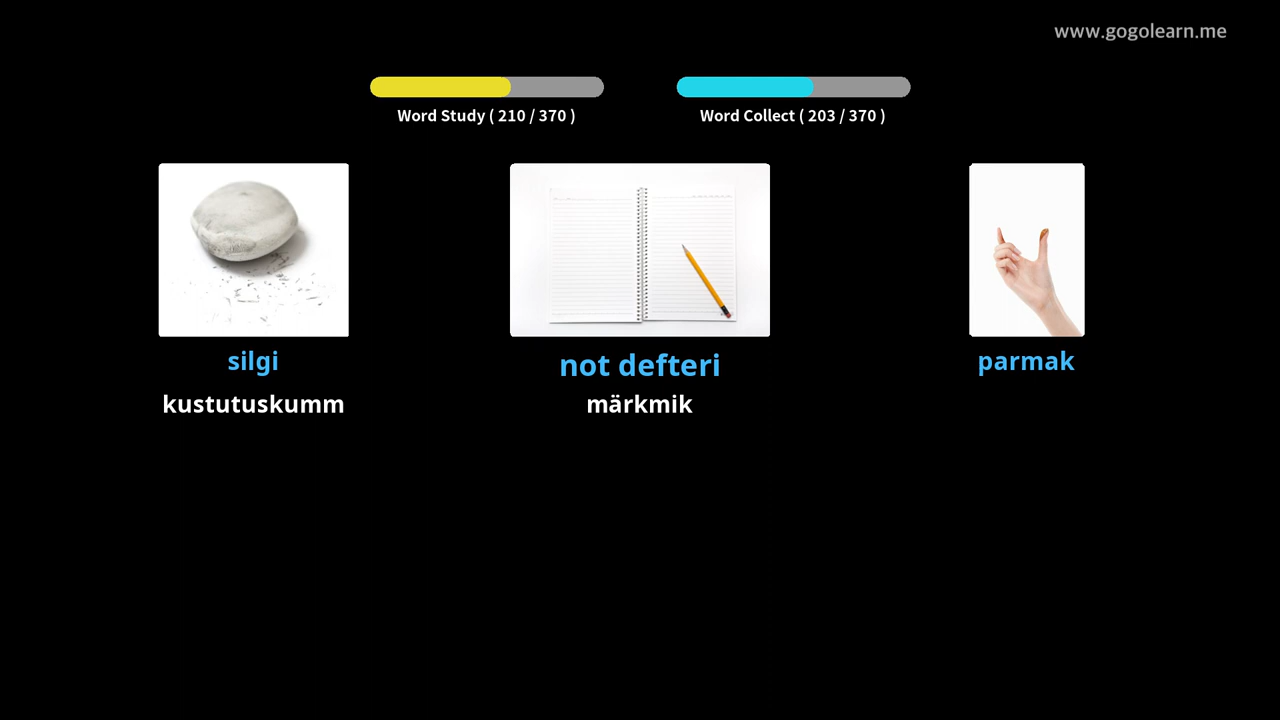 www.gogolearn.me
Word Study ( 210 / 370 )
Word Collect ( 203 / 370 )
silgi
not defteri
parmak
kustutuskumm
märkmik